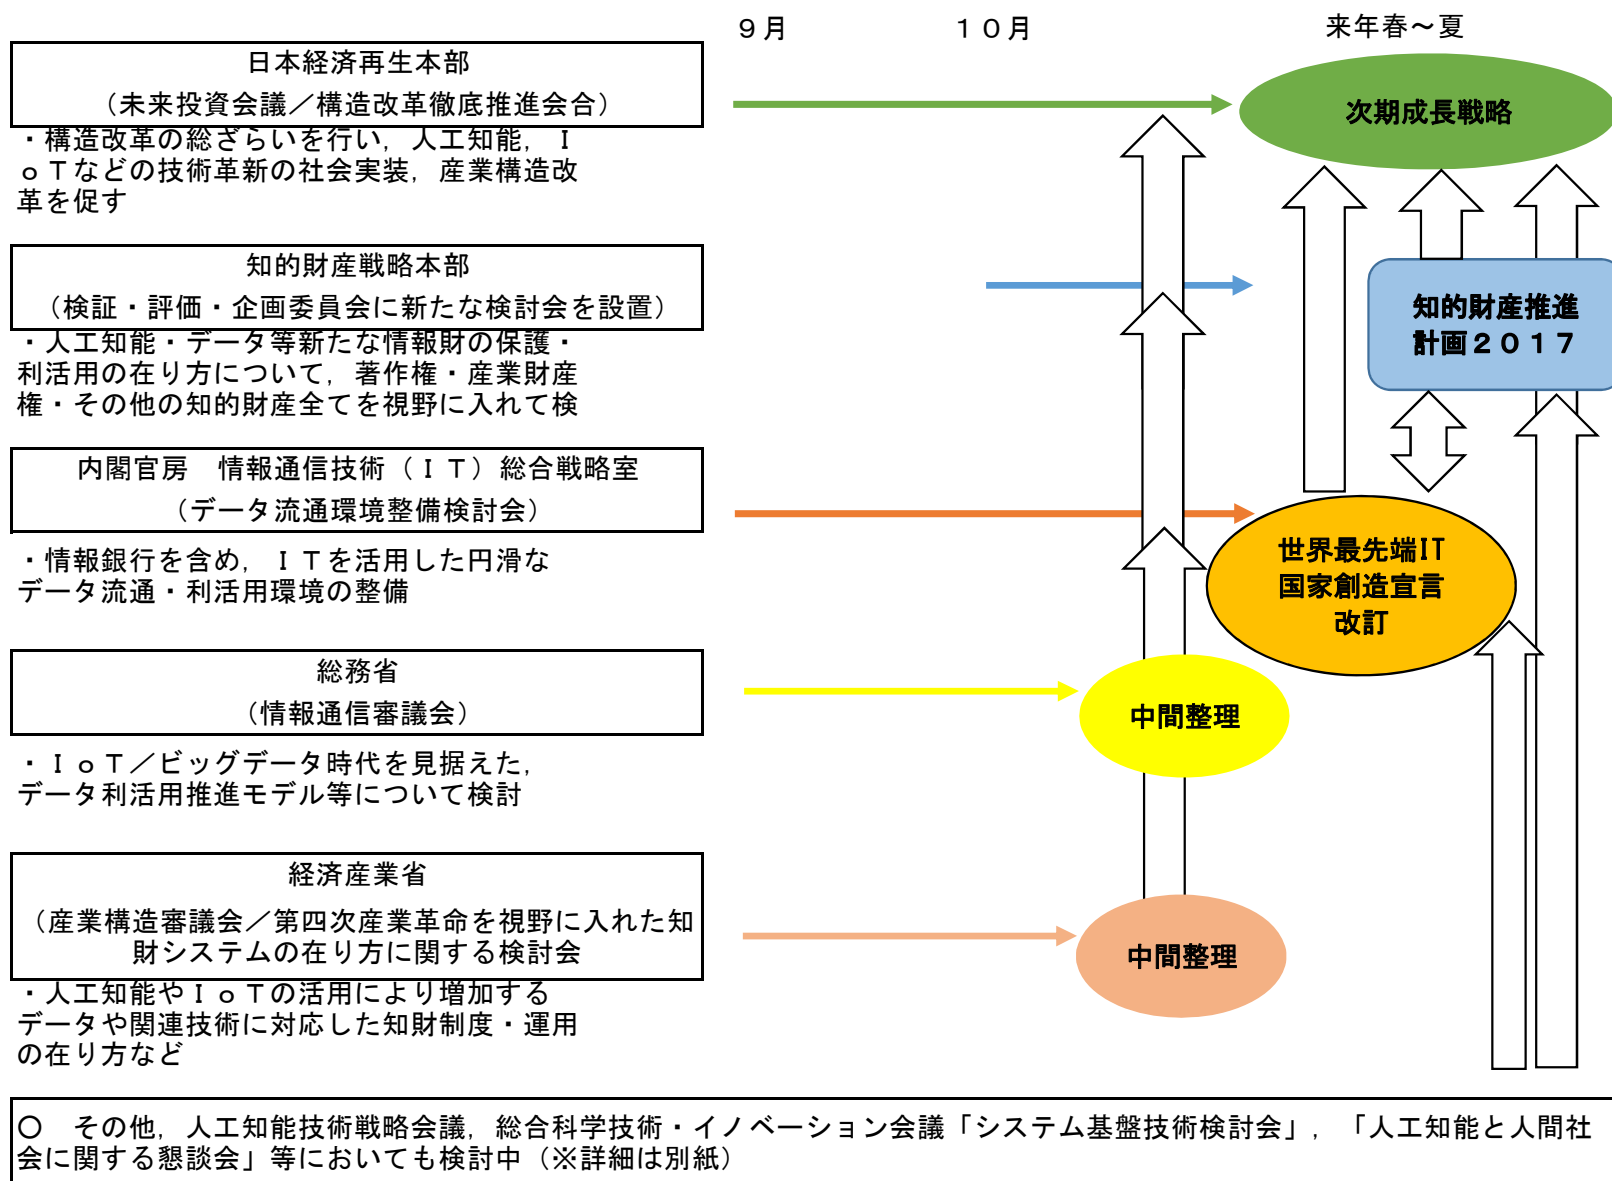 ９月　１０月　来年春～夏
日本経済再生本部
（未来投資会議／構造改革徹底推進会合）
・構造改革の総ざらいを行い，人工知能，Ｉ
ｏＴなどの技術革新の社会実装，産業構造改
革を促す
次期成長戦略
知的財産戦略本部
（検証・評価・企画委員会に新たな検討会を設置）
・人工知能・データ等新たな情報財の保護・
利活用の在り方について，著作権・産業財産
権・その他の知的財産全てを視野に入れて検
知的財産推進
計画２０１７
内閣官房　情報通信技術（ＩＴ）総合戦略室
（データ流通環境整備検討会）
・情報銀行を含め，ＩＴを活用した円滑な
データ流通・利活用環境の整備
世界最先端IT
国家創造宣言
改訂
総務省
（情報通信審議会）
・ＩｏＴ／ビッグデータ時代を見据えた，
データ利活用推進モデル等について検討
中間整理
経済産業省
（産業構造審議会／第四次産業革命を視野に入れた知
財システムの在り方に関する検討会
・人工知能やＩｏＴの活用により増加する
データや関連技術に対応した知財制度・運用
の在り方など
中間整理
○　その他，人工知能技術戦略会議，総合科学技術・イノベーション会議「システム基盤技術検討会」，「人工知能と人間社
会に関する懇談会」等においても検討中（※詳細は別紙）